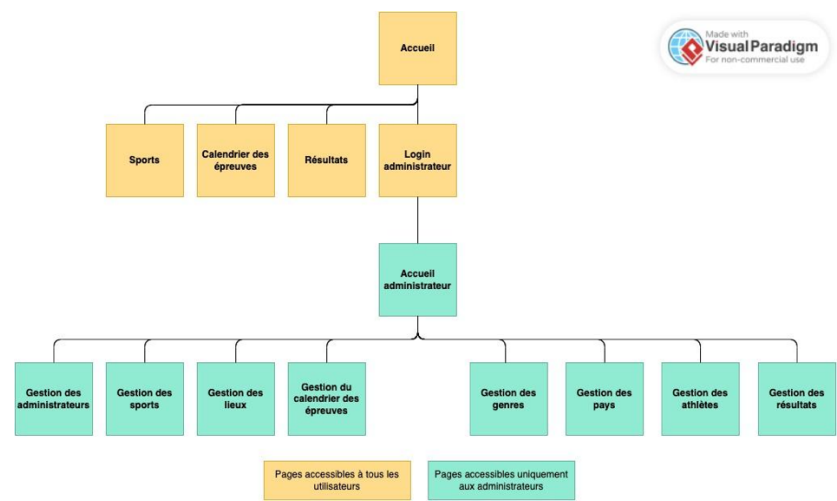 Accueil
Made with
Visual Paradigm
For non-commercial use
Sports
Calendrier des
épreuves
Résultats
Login
administrateur
Accueil
administrateur
Gestion des
administrateurs
Gestion des
sports
Gestion des
lieux
Gestion du
calendrier des
épreuves
Gestion des
genres
Gestion des
pays
Gestion des
athlètes
Gestion des
résultats
Pages accessibles à tous les
utilisateurs
Pages accessibles uniquement
aux administrateurs